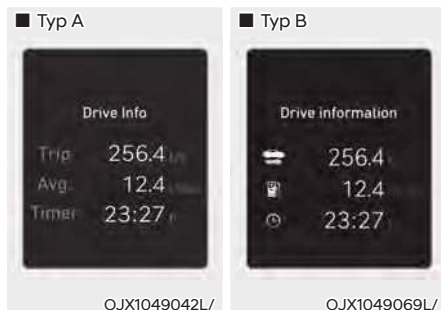 ■ Typ A
Drive Info
Trip 256.4
Avg. 12.4
Timer 23:27
OJX1049042L/
■ Typ B
Drive information
256.4
12.4
23:27
OJX1049069L/